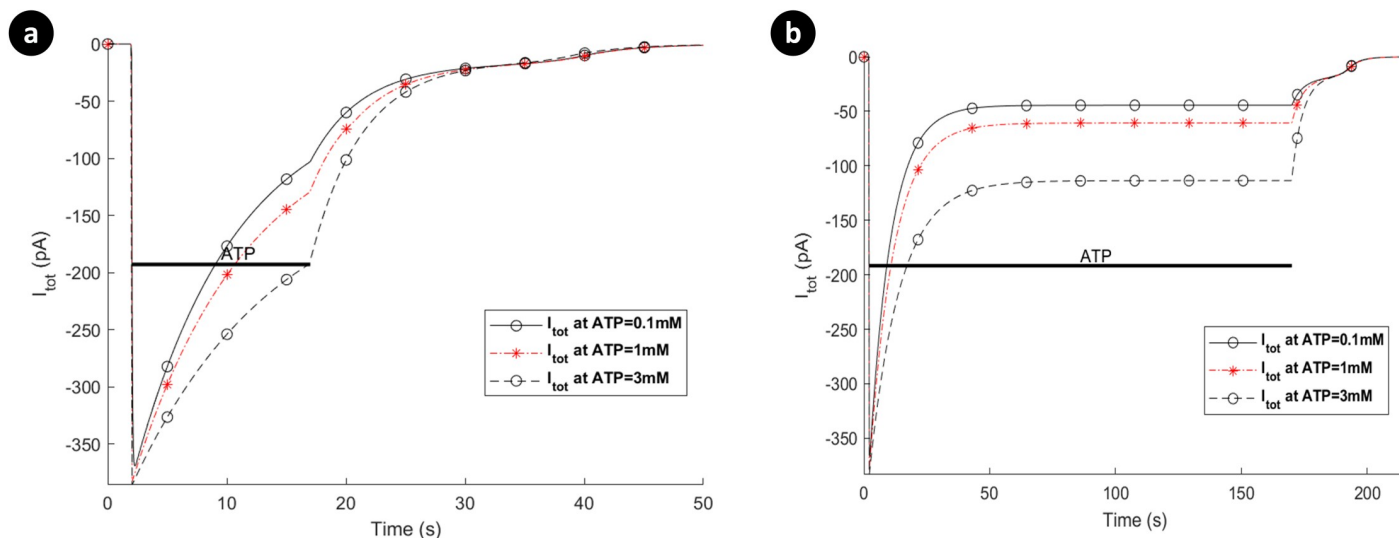 a
0
-50
-100
-150
-200
-250
-300
-350
I_tot (pA)
ATP
I_tot at ATP=0.1mM
I_tot at ATP=1mM
I_tot at ATP=3mM
0 10 20 30 40 50
Time (s)
b
0
-50
-100
-150
-200
-250
-300
-350
I_tot (pA)
ATP
I_tot at ATP=0.1mM
I_tot at ATP=1mM
I_tot at ATP=3mM
0 50 100 150 200
Time (s)